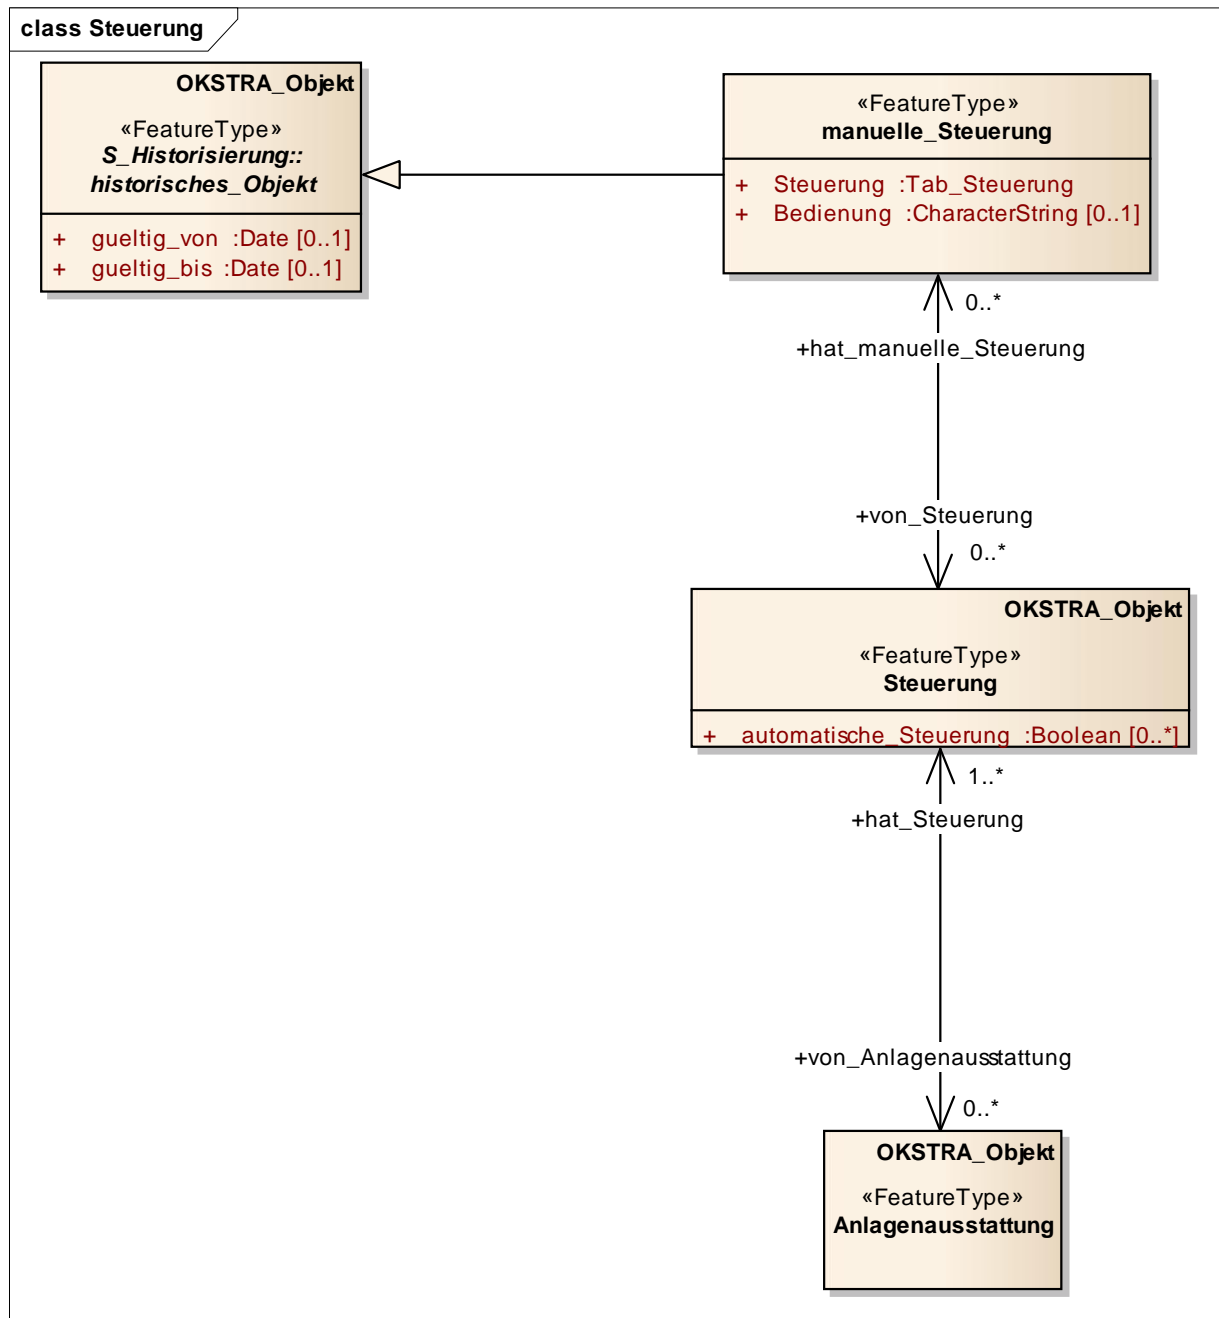 class Steuerung
OKSTRA_Objekt
«FeatureType»
S_Historisierung::
historisches_Objekt
+ gueltig_von :Date [0..1]
+ gueltig_bis :Date [0..1]
«FeatureType»
manuelle_Steuerung
+ Steuerung :Tab_Steuerung
+ Bedienung :CharacterString [0..1]
0..*
+hat_manuelle_Steuerung
+von_Steuerung
0..*
OKSTRA_Objekt
«FeatureType»
Steuerung
+ automatische_Steuerung :Boolean [0..*]
1..*
+hat_Steuerung
+von_Anlagenausstattung
0..*
OKSTRA_Objekt
«FeatureType»
Anlagenausstattung